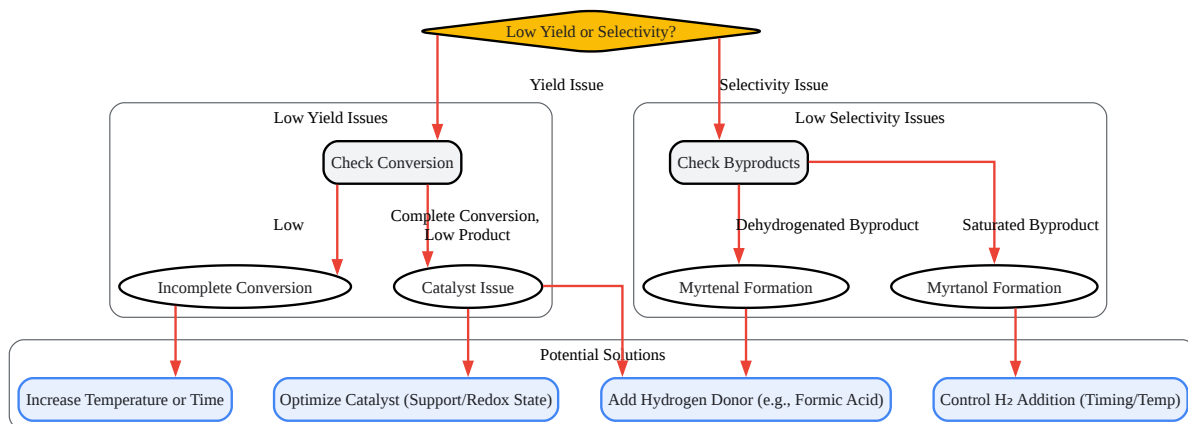 Low Yield or Selectivity?
Yield Issue
Selectivity Issue
Low Yield Issues
Low Selectivity Issues
Check Conversion
Check Byproducts
Low
Complete Conversion,
Low Product
Dehydrogenated Byproduct
Saturated Byproduct
Incomplete Conversion
Catalyst Issue
Myrtenal Formation
Myrtanol Formation
Potential Solutions
Increase Temperature or Time
Optimize Catalyst (Support/Redox State)
Add Hydrogen Donor (e.g., Formic Acid)
Control H₂ Addition (Timing/Temp)